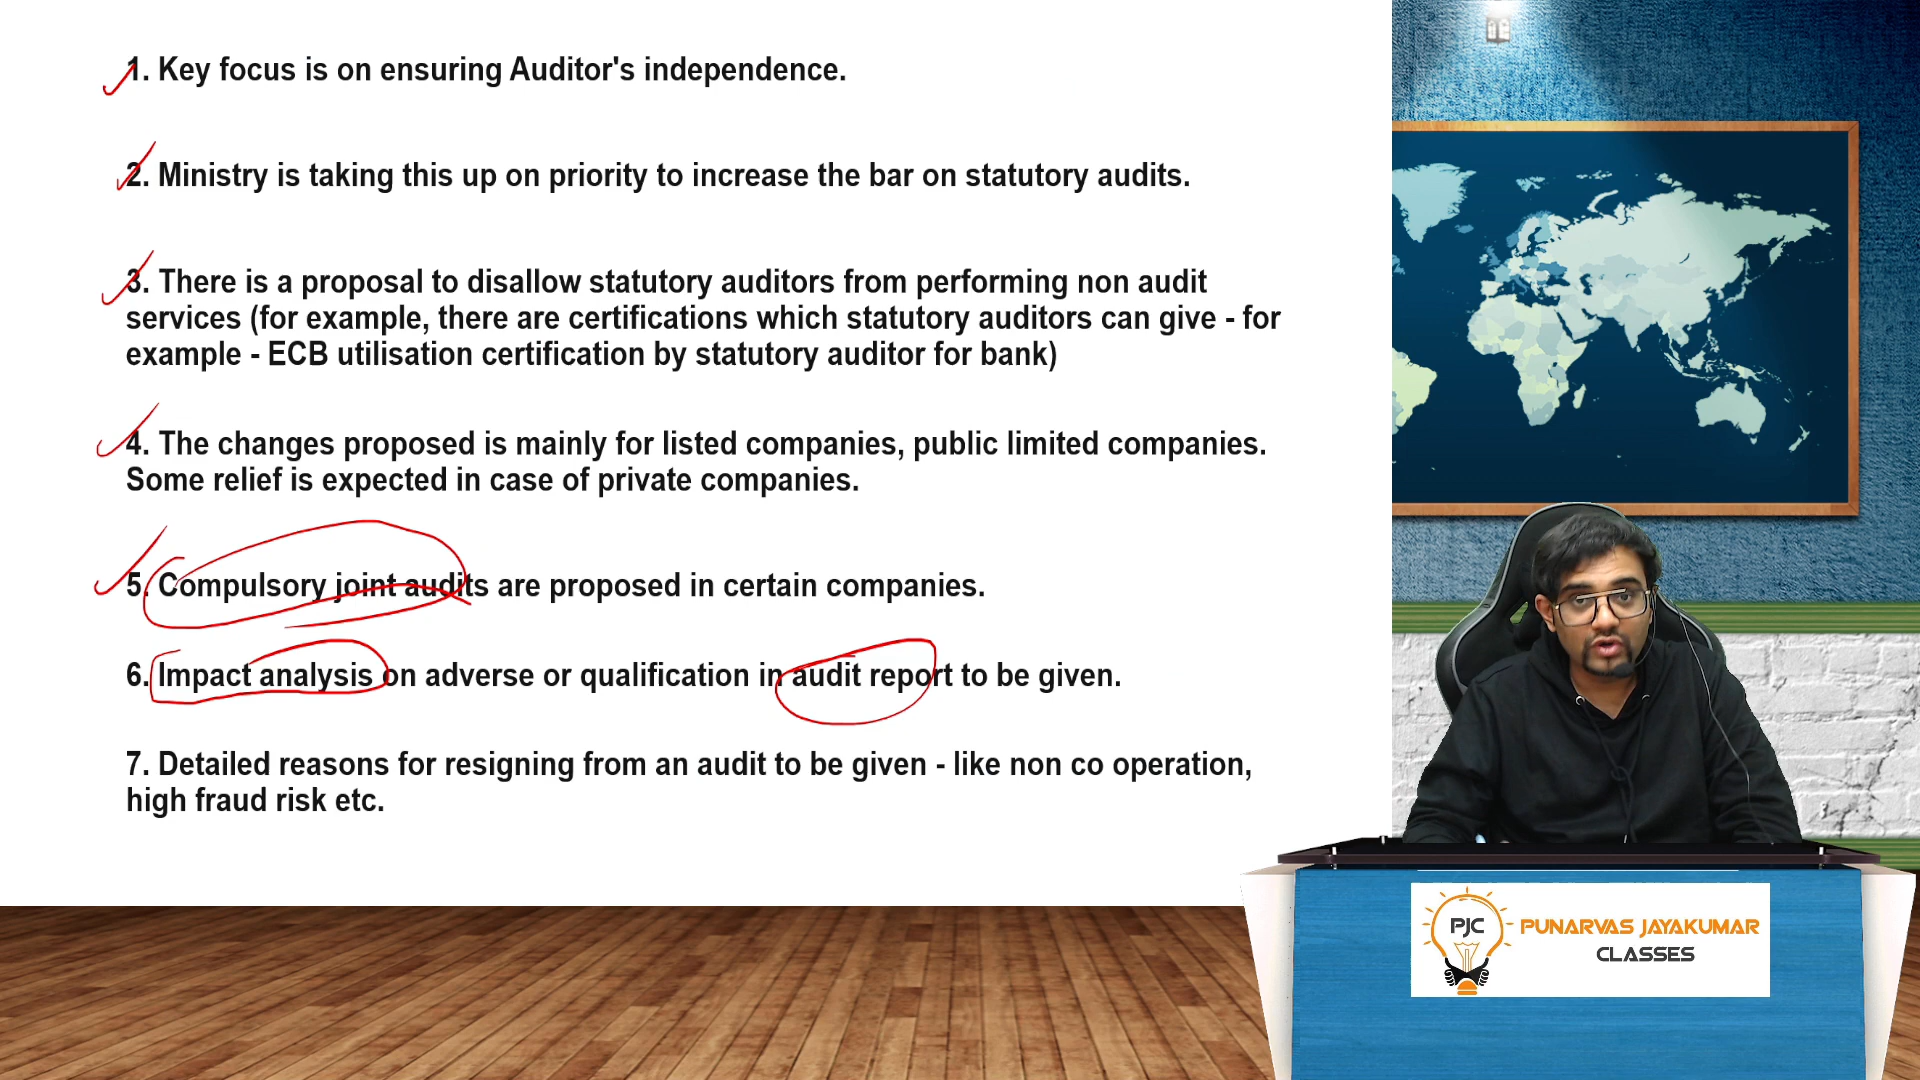 1. Key focus is on ensuring Auditor's independence.
2. Ministry is taking this up on priority to increase the bar on statutory audits.
3. There is a proposal to disallow statutory auditors from performing non audit
services (for example, there are certifications which statutory auditors can give - for
example - ECB utilisation certification by statutory auditor for bank)
4. The changes proposed is mainly for listed companies, public limited companies.
Some relief is expected in case of private companies.
5. Compulsory joint audits are proposed in certain companies.
6. Impact analysis on adverse or qualification in audit report to be given.
7. Detailed reasons for resigning from an audit to be given - like non co operation,
high fraud risk etc.
PJC
PUNARVAS JAYAKUMAR
CLASSES